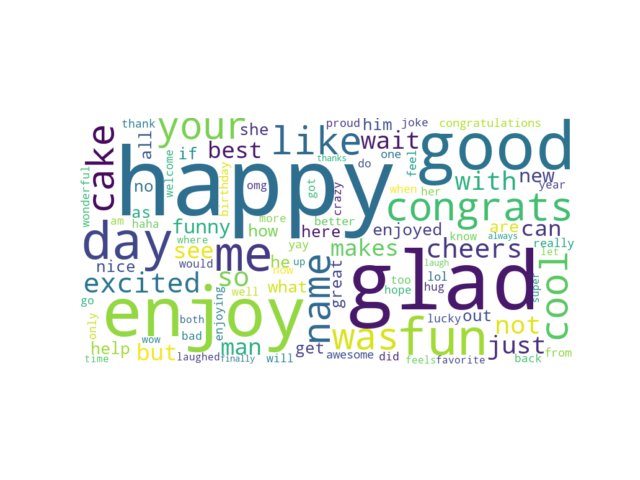 thank
your
she
like
wait
proud
him
joke
congratulations
good
cake
all
if
best
happy
thanks
do
one
feel
with
new
year
wonderful
no
welcome
birthday
omg
got
crazy
when
her
congrats
as
am
haha
funny
more
how
better
here
enjoyed
are
can
day
where
see
me
yay
makes
know
cheers
always
really
nice
would
he
up
glad
laugh
let
excited
so
name
great
cool
go
well
now
what
too
hope
lol
hug
super
enjoy
enjoying
was
fun
lucky
out
not
only
both
bad
wow
man
get
just
help
but
laughed
finally
will
awesome
did
feels
favorite
back
from
time